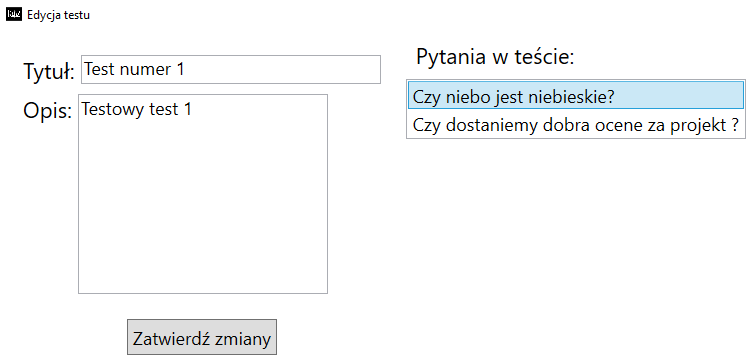 Edycja testu
Tytuł: Test numer 1
Opis: Testowy test 1
Zatwierdź zmiany
Pytania w teście:
Czy niebo jest niebieskie?
Czy dostaniemy dobra ocene za projekt ?